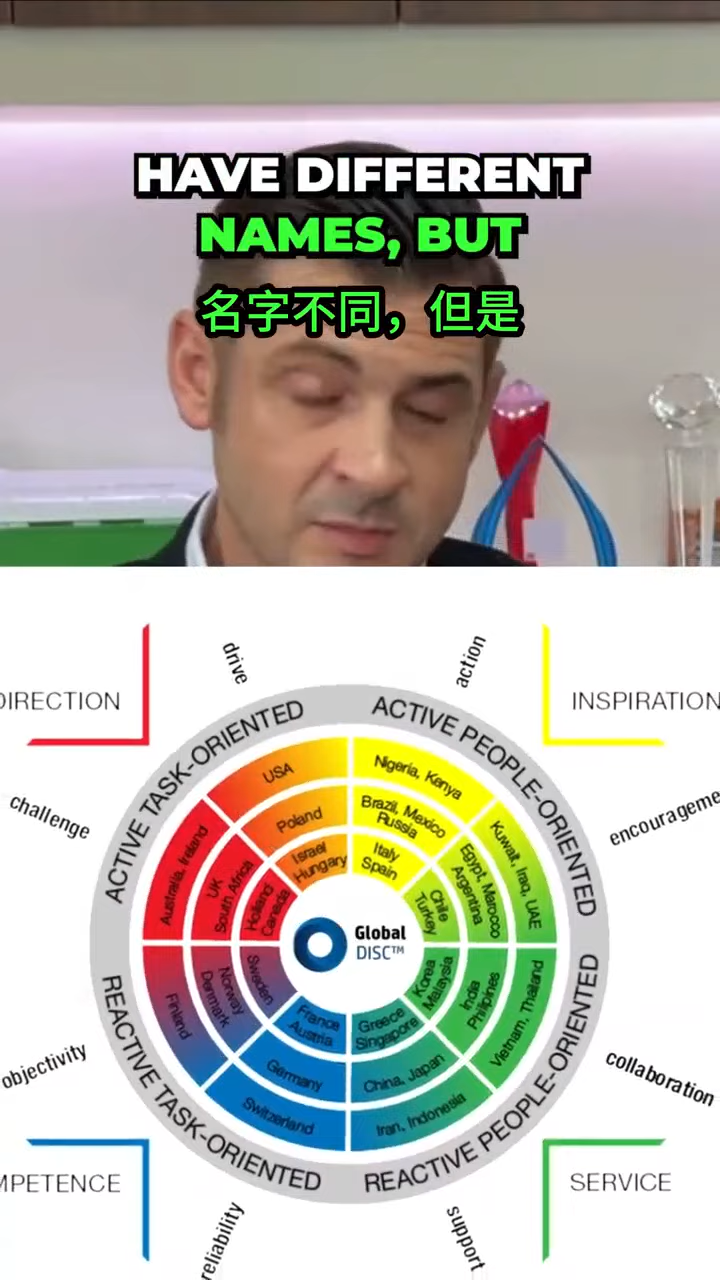 HAVE DIFFERENT
NAMES, BUT
名字不同，但是
drive
action
DIRECTION
INSPIRATION
ACTIVE TASK-ORIENTED
ACTIVE PEOPLE-ORIENTED
challenge
encourageme
USA
Nigeria, Kenya
Poland
Brazil, Mexico
Russia
Israel
Hungary
Italy
Spain
Australia, Ireland
UK
South Africa
Holland
Canada
Chile
Turkey
Egypt, Marocco
Argentina
Kuwait, Iraq, UAE
Global
DISC™
Finland
Norway
Denmark
Sweden
Korea
Malaysia
India
Philipines
Vietnam, Thailand
France
Austria
Greece
Singapore
Germany
China, Japan
Switzerland
Iran, Indonesia
REACTIVE TASK-ORIENTED
REACTIVE PEOPLE-ORIENTED
objectivity
collaboration
MPETENCE
SERVICE
reliability
support